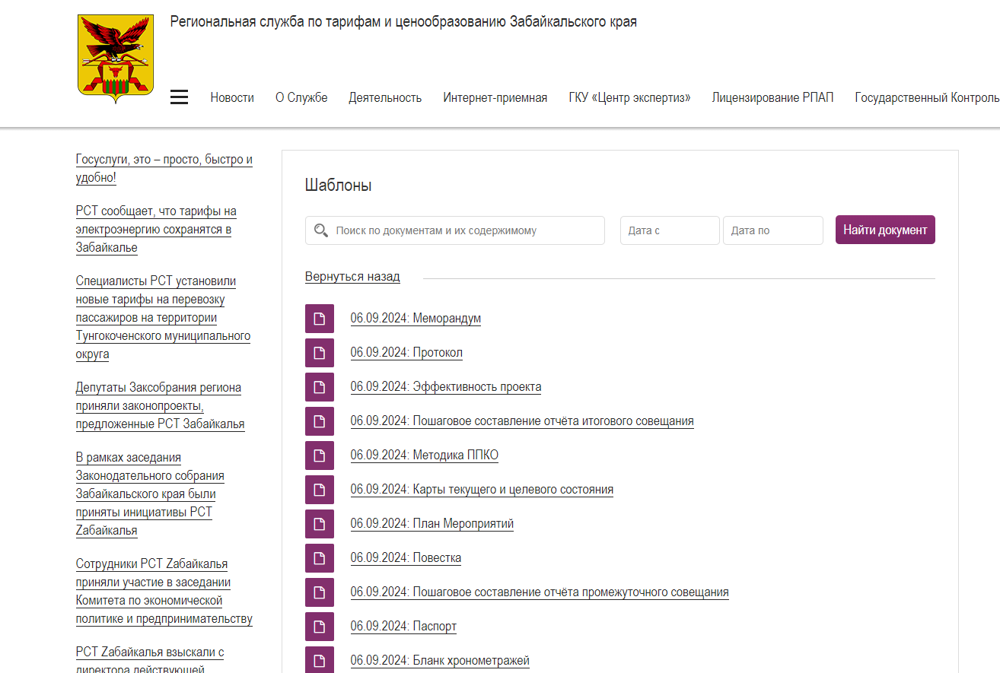 Региональная служба по тарифам и ценообразованию Забайкальского края
Новости О Службе Деятельность Интернет-приемная ГКУ «Центр экспертиз» Лицензирование РПАП Государственный Контроль
Госуслуги, это – просто, быстро и
удобно!
РСТ сообщает, что тарифы на
электроэнергию сохранятся в
Забайкалье
Специалисты РСТ установили
новые тарифы на перевозку
пассажиров на территории
Тунгокоченского муниципального
округа
Депутаты Заксобрания региона
приняли законопроекты,
предложенные РСТ Забайкалья
В рамках заседания
Законодательного собрания
Забайкальского края были
приняты инициативы РСТ
Zабайкалья
Сотрудники РСТ Zабайкалья
приняли участие в заседании
Комитета по экономической
политике и предпринимательству
РСТ Zабайкалья взыскали с
директора действующей
Шаблоны
Поиск по документам и их содержимому Дата с Дата по Найти документ
Вернуться назад
06.09.2024: Меморандум
06.09.2024: Протокол
06.09.2024: Эффективность проекта
06.09.2024: Пошаговое составление отчёта итогового совещания
06.09.2024: Методика ППКО
06.09.2024: Карты текущего и целевого состояния
06.09.2024: План Мероприятий
06.09.2024: Повестка
06.09.2024: Пошаговое составление отчёта промежуточного совещания
06.09.2024: Паспорт
06.09.2024: Бланк хронометражей